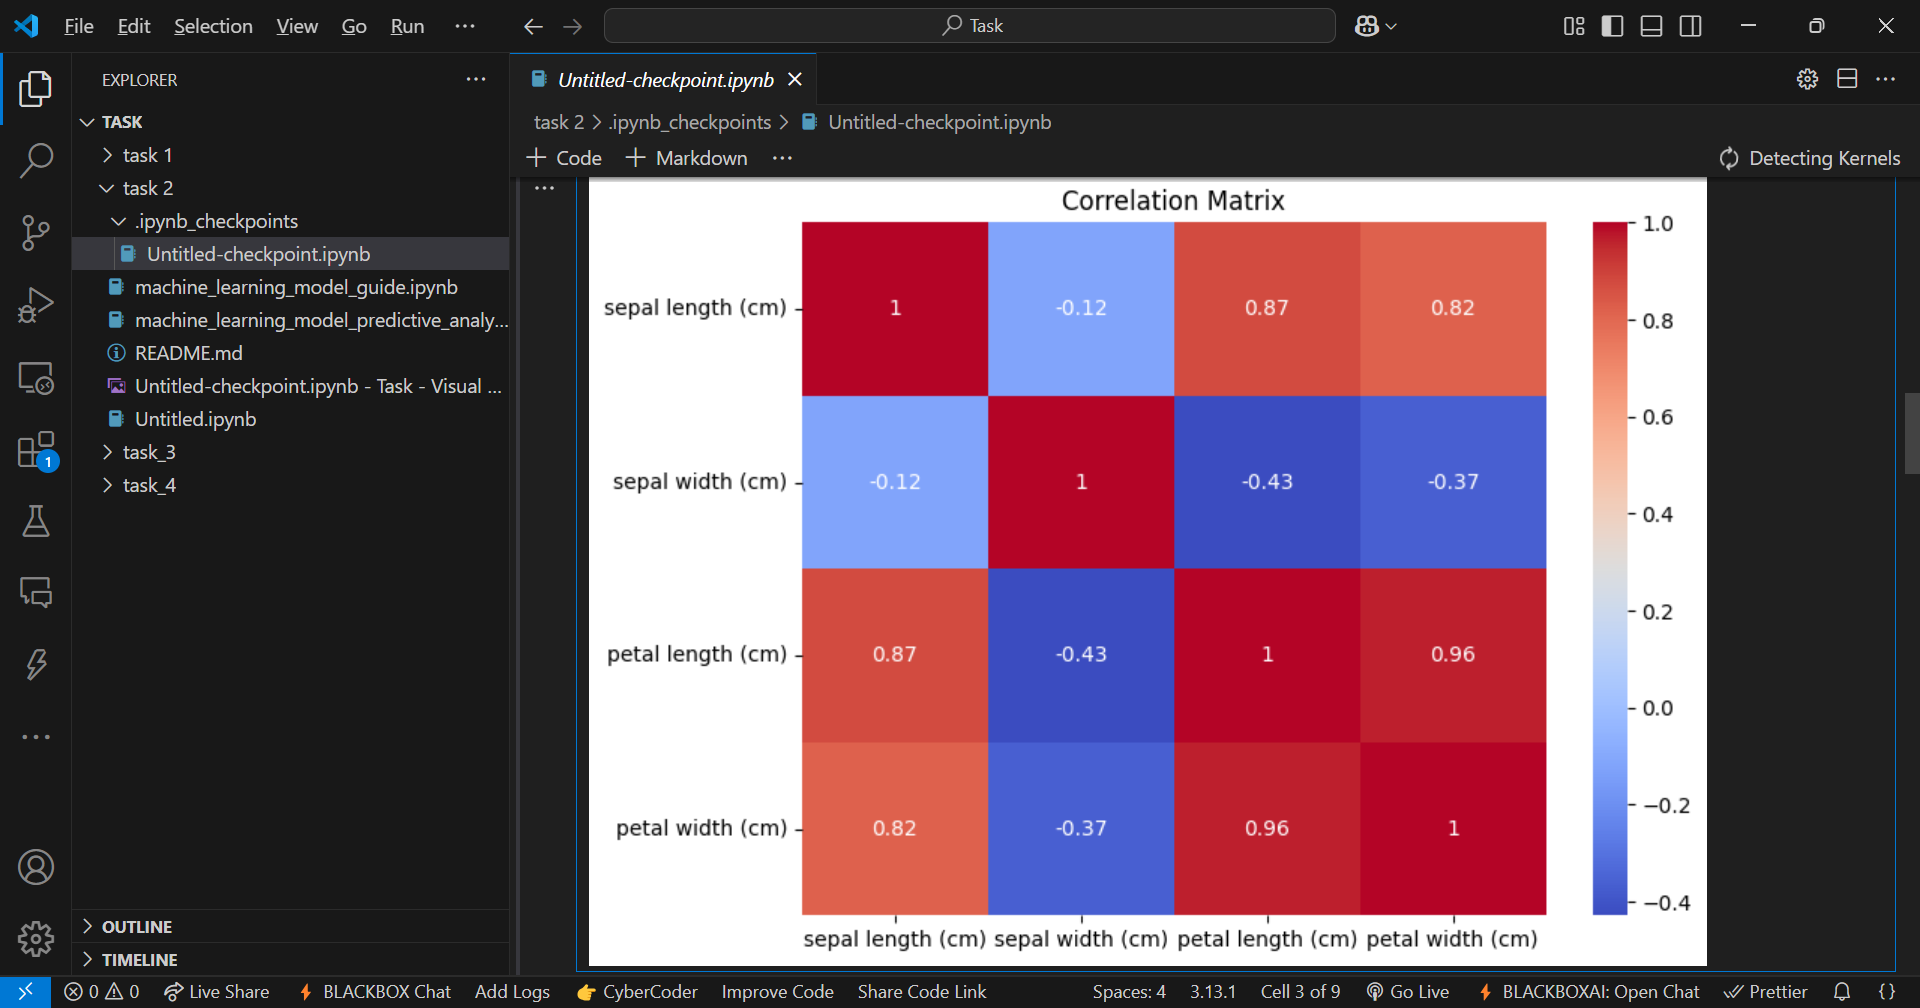 File Edit Selection View Go Run ··· Task
EXPLORER ···
TASK
task 1
task 2
.ipynb_checkpoints
Untitled-checkpoint.ipynb
machine_learning_model_guide.ipynb
machine_learning_model_predictive_analy...
README.md
Untitled-checkpoint.ipynb - Task - Visual ...
Untitled.ipynb
task_3
task_4
OUTLINE
TIMELINE
1
Untitled-checkpoint.ipynb
task 2 > .ipynb_checkpoints > Untitled-checkpoint.ipynb
+ Code + Markdown ··· Detecting Kernels
Correlation Matrix
sepal length (cm) 1 -0.12 0.87 0.82
sepal width (cm) -0.12 1 -0.43 -0.37
petal length (cm) 0.87 -0.43 1 0.96
petal width (cm) 0.82 -0.37 0.96 1
sepal length (cm) sepal width (cm) petal length (cm) petal width (cm)
1.0
0.8
0.6
0.4
0.2
0.0
−0.2
−0.4
0 0 Live Share BLACKBOX Chat Add Logs CyberCoder Improve Code Share Code Link Spaces: 4 3.13.1 Cell 3 of 9 Go Live BLACKBOXAI: Open Chat Prettier {}